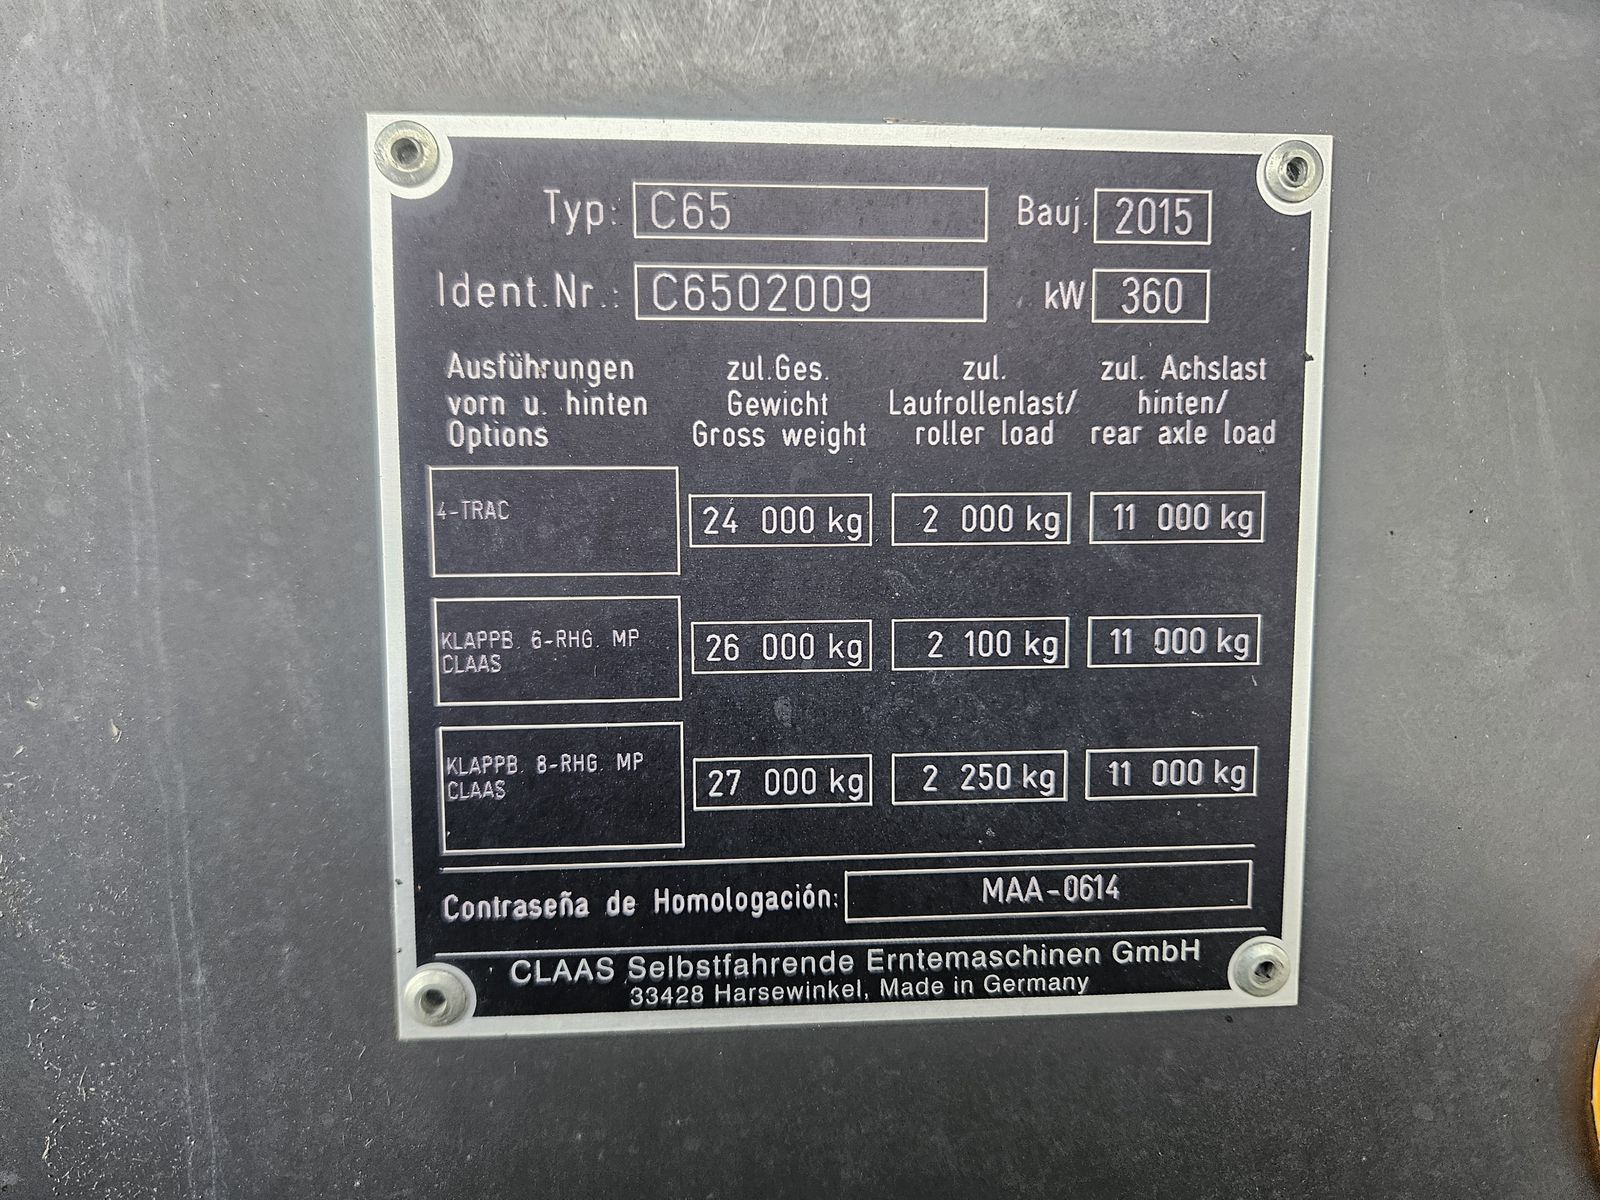 Typ: C65 Bauj. 2015
Ident.Nr.: C6502009 kW 360
Ausführungen zul.Ges. zul. zul. Achslast
vorn u. hinten Gewicht Laufrollenlast/ hinten/
Options Gross weight roller load rear axle load
4-TRAC 24 000 kg 2 000 kg 11 000 kg
KLAPPB. 6-RHG. MP 26 000 kg 2 100 kg 11 000 kg
CLAAS
KLAPPB. 8-RHG. MP 27 000 kg 2 250 kg 11 000 kg
CLAAS
Contraseña de Homologación: MAA-0614
CLAAS Selbstfahrende Erntemaschinen GmbH
33428 Harsewinkel, Made in Germany